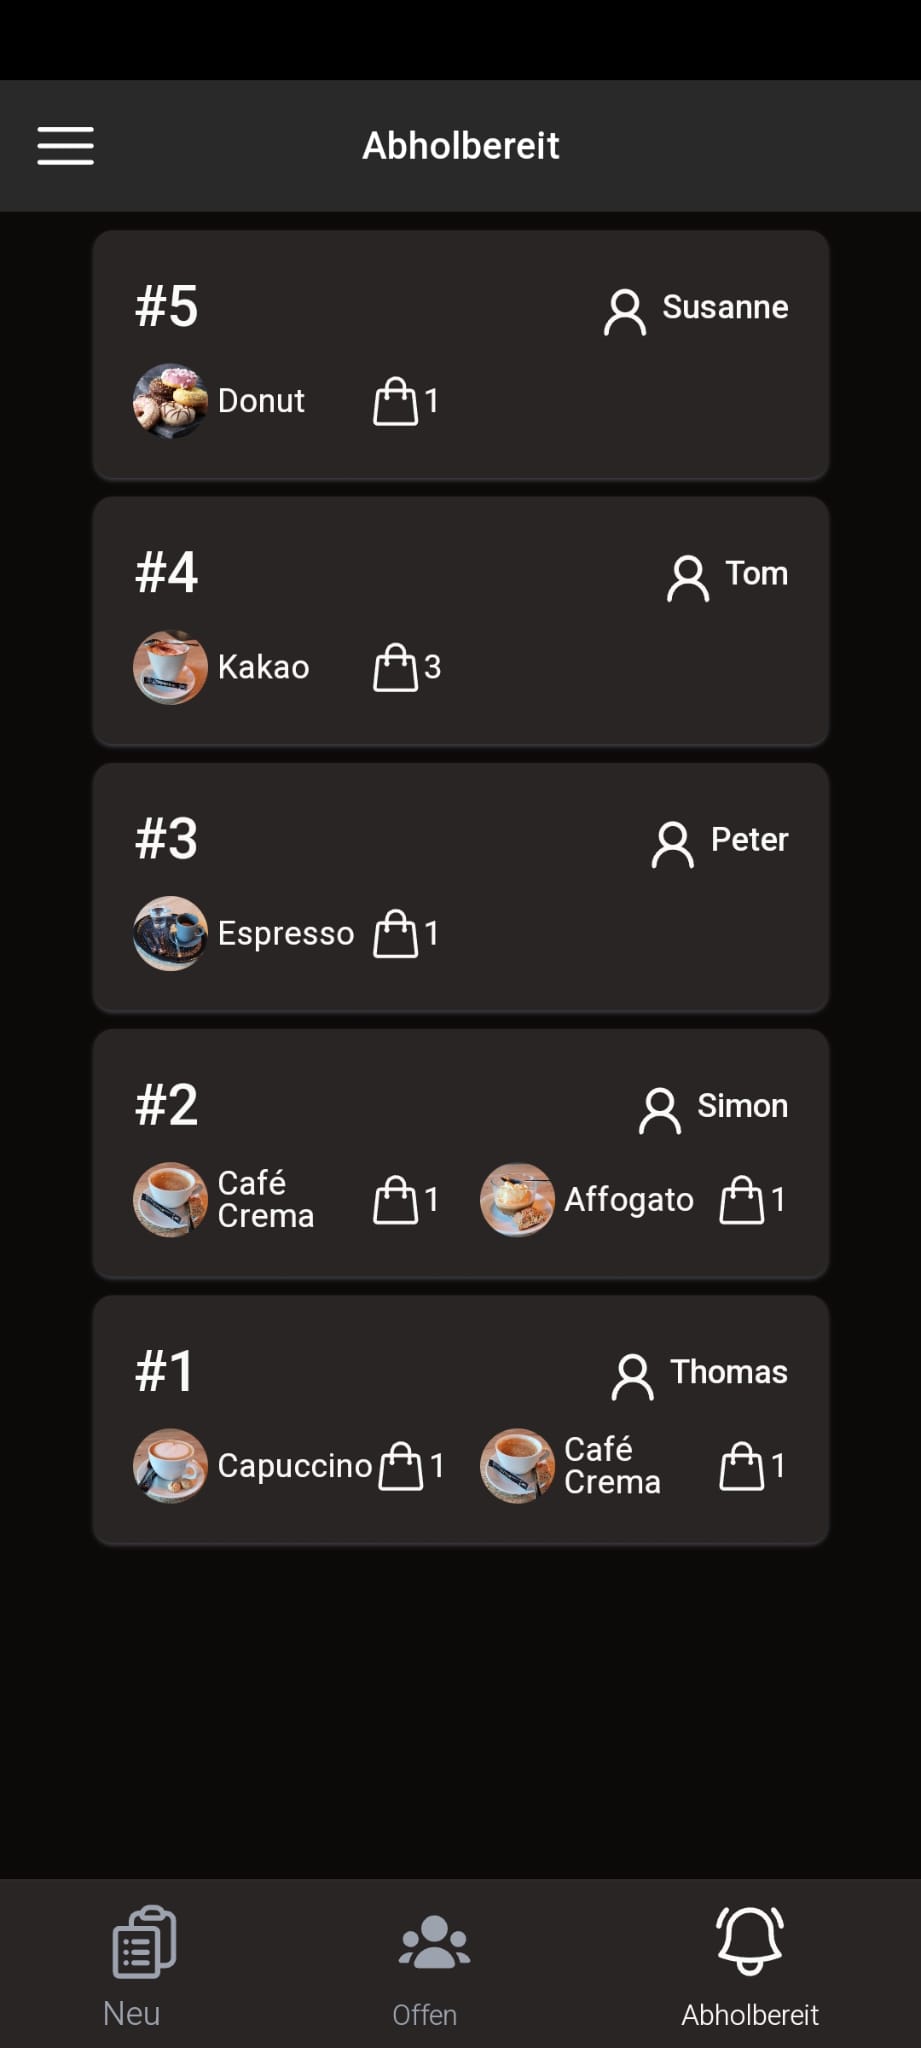 Abholbereit
#5
Susanne
Donut 1
#4
Tom
Kakao 3
#3
Peter
Espresso 1
#2
Simon
Café
Crema 1
Affogato 1
#1
Thomas
Capuccino 1
Café
Crema 1
Neu
Offen
Abholbereit